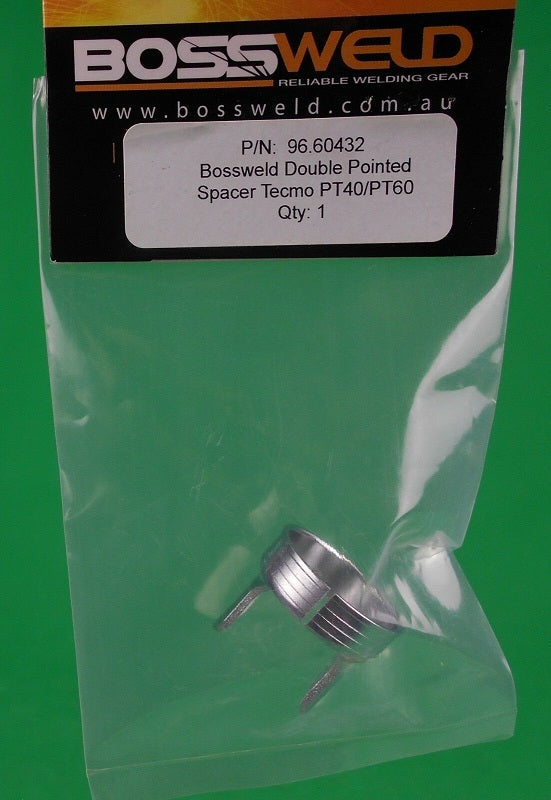 BOSSWELD
RELIABLE WELDING GEAR
www.bossweld.com.au
P/N: 96.60432
Bossweld Double Pointed
Spacer Tecmo PT40/PT60
Qty: 1